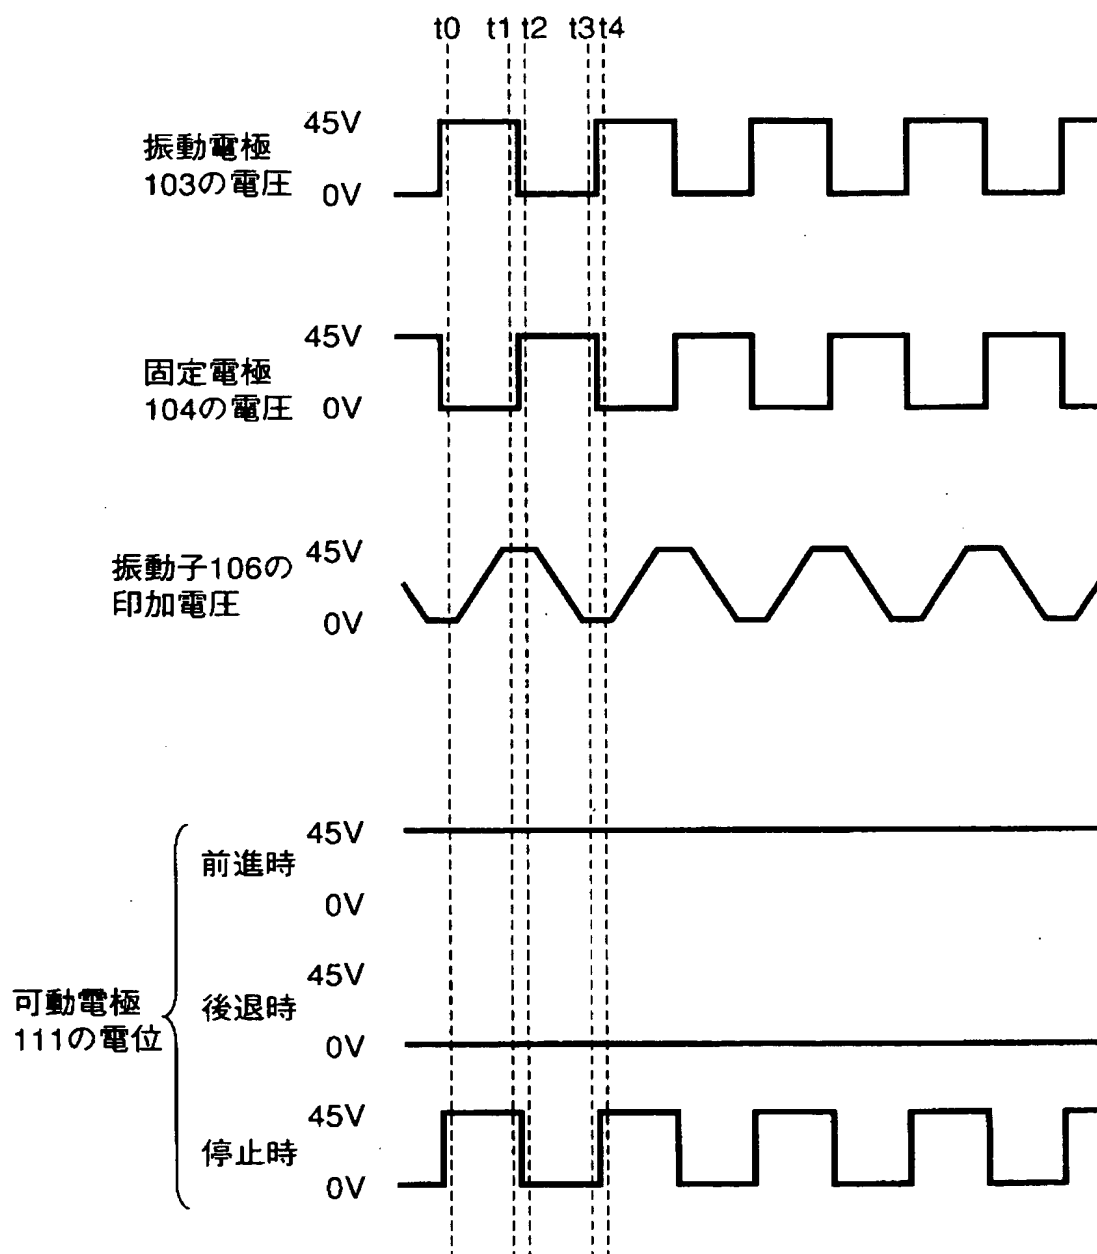 t0 t1 t2 t3 t4
45V
振動電極
103の電圧
0V
45V
固定電極
104の電圧
0V
45V
振動子106の
印加電圧
0V
45V
前進時
0V
45V
可動電極
111の電位
後退時
0V
45V
停止時
0V